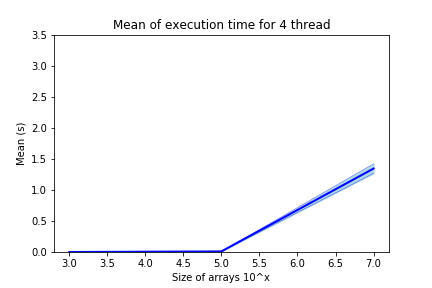 Mean of execution time for 4 thread
3.5
3.0
2.5
2.0
1.5
1.0
0.5
0.0
Mean (s)
3.0 3.5 4.0 4.5 5.0 5.5 6.0 6.5 7.0
Size of arrays 10^x